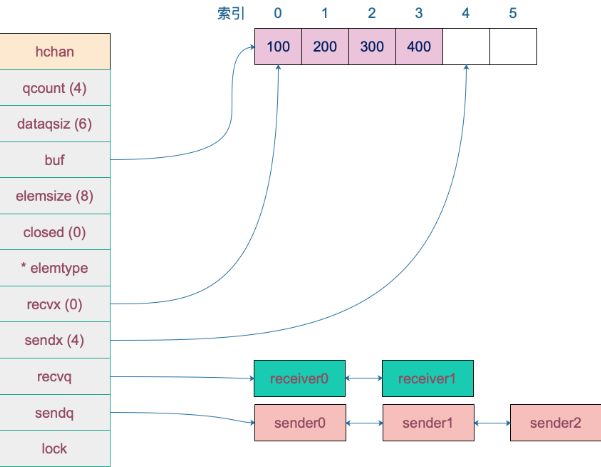 索引 0 1 2 3 4 5
100 200 300 400
hchan
qcount (4)
dataqsiz (6)
buf
elemsize (8)
closed (0)
* elemtype
recvx (0)
sendx (4)
recvq
receiver0 receiver1
sendq
sender0 sender1 sender2
lock